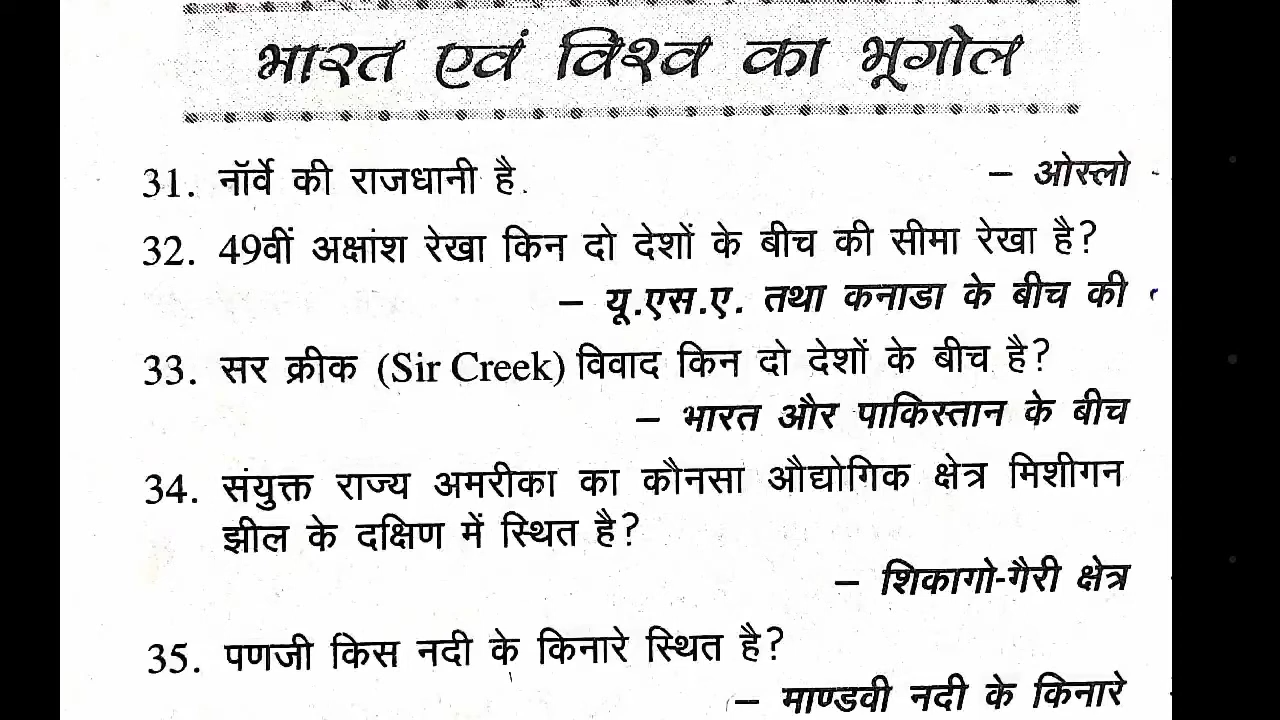 भारत एवं विश्व का भूगोल
31. नॉर्वे की राजधानी है.
– ओस्लो
32. 49वीं अक्षांश रेखा किन दो देशों के बीच की सीमा रेखा है?
– यू.एस.ए. तथा कनाडा के बीच की
33. सर क्रीक (Sir Creek) विवाद किन दो देशों के बीच है?
– भारत और पाकिस्तान के बीच
34. संयुक्त राज्य अमरीका का कौनसा औद्योगिक क्षेत्र मिशीगन
झील के दक्षिण में स्थित है?
– शिकागो-गैरी क्षेत्र
35. पणजी किस नदी के किनारे स्थित है?
– माण्डवी नदी के किनारे